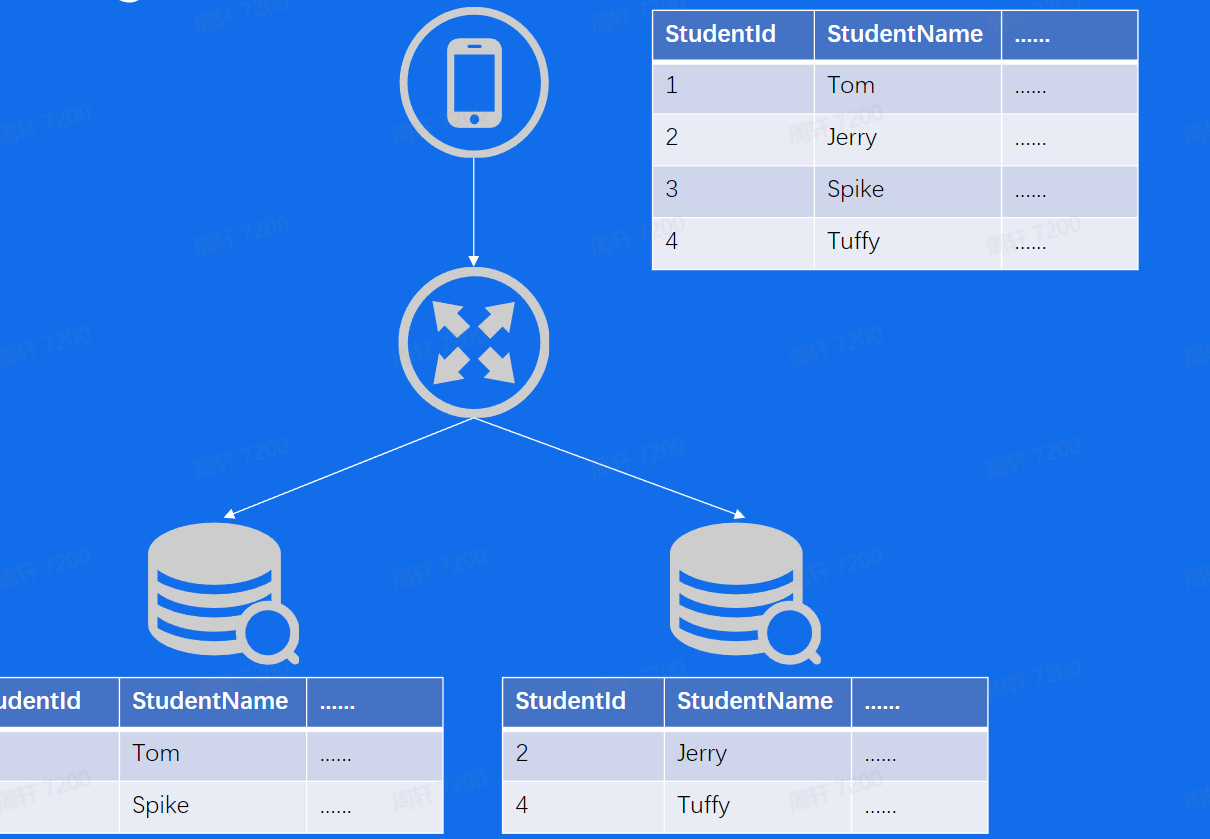 StudentId StudentName ......
1 Tom ......
2 Jerry ......
3 Spike ......
4 Tuffy ......
udentId StudentName ......
Tom ......
Spike ......
StudentId StudentName ......
2 Jerry ......
4 Tuffy ......
周轩 7200